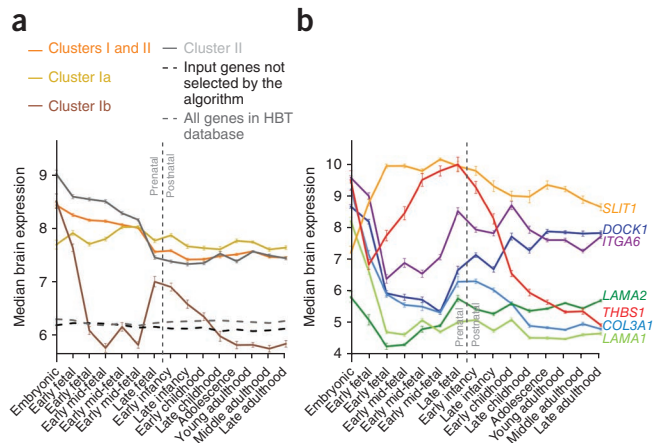 a
Clusters I and II
Cluster Ia
Cluster Ib
Cluster II
Input genes not
selected by the
algorithm
All genes in HBT
database
Median brain expression
9
8
7
6
Prenatal
Postnatal
Embryonic
Early fetal
Early fetal
Early mid-fetal
Early mid-fetal
Early mid-fetal
Late fetal
Early infancy
Late infancy
Early childhood
Late childhood
Adolescence
Young adulthood
Middle adulthood
Late adulthood
b
Median brain expression
10
9
8
7
6
5
4
Prenatal
Postnatal
SLIT1
DOCK1
ITGA6
LAMA2
THBS1
COL3A1
LAMA1
Embryonic
Early fetal
Early fetal
Early mid-fetal
Early mid-fetal
Early mid-fetal
Late fetal
Early infancy
Late infancy
Early childhood
Late childhood
Adolescence
Young adulthood
Middle adulthood
Late adulthood